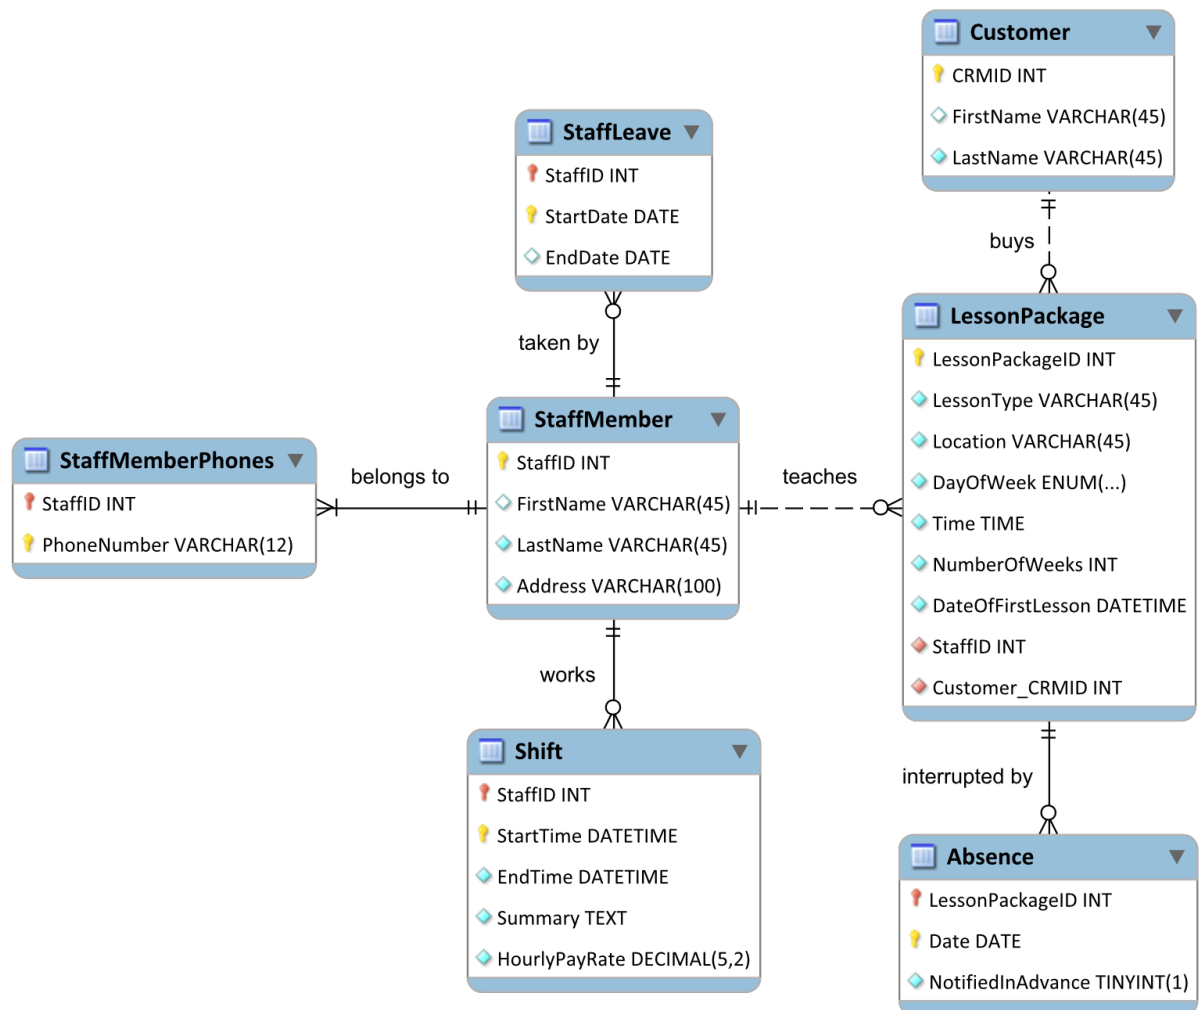 Customer
CRMID INT
FirstName VARCHAR(45)
LastName VARCHAR(45)
buys
StaffLeave
StaffID INT
StartDate DATE
EndDate DATE
taken by
LessonPackage
LessonPackageID INT
LessonType VARCHAR(45)
Location VARCHAR(45)
DayOfWeek ENUM(...)
Time TIME
NumberOfWeeks INT
DateOfFirstLesson DATETIME
StaffID INT
Customer_CRMID INT
StaffMember
StaffID INT
FirstName VARCHAR(45)
LastName VARCHAR(45)
Address VARCHAR(100)
teaches
StaffMemberPhones
StaffID INT
PhoneNumber VARCHAR(12)
belongs to
works
Shift
StaffID INT
StartTime DATETIME
EndTime DATETIME
Summary TEXT
HourlyPayRate DECIMAL(5,2)
interrupted by
Absence
LessonPackageID INT
Date DATE
NotifiedInAdvance TINYINT(1)